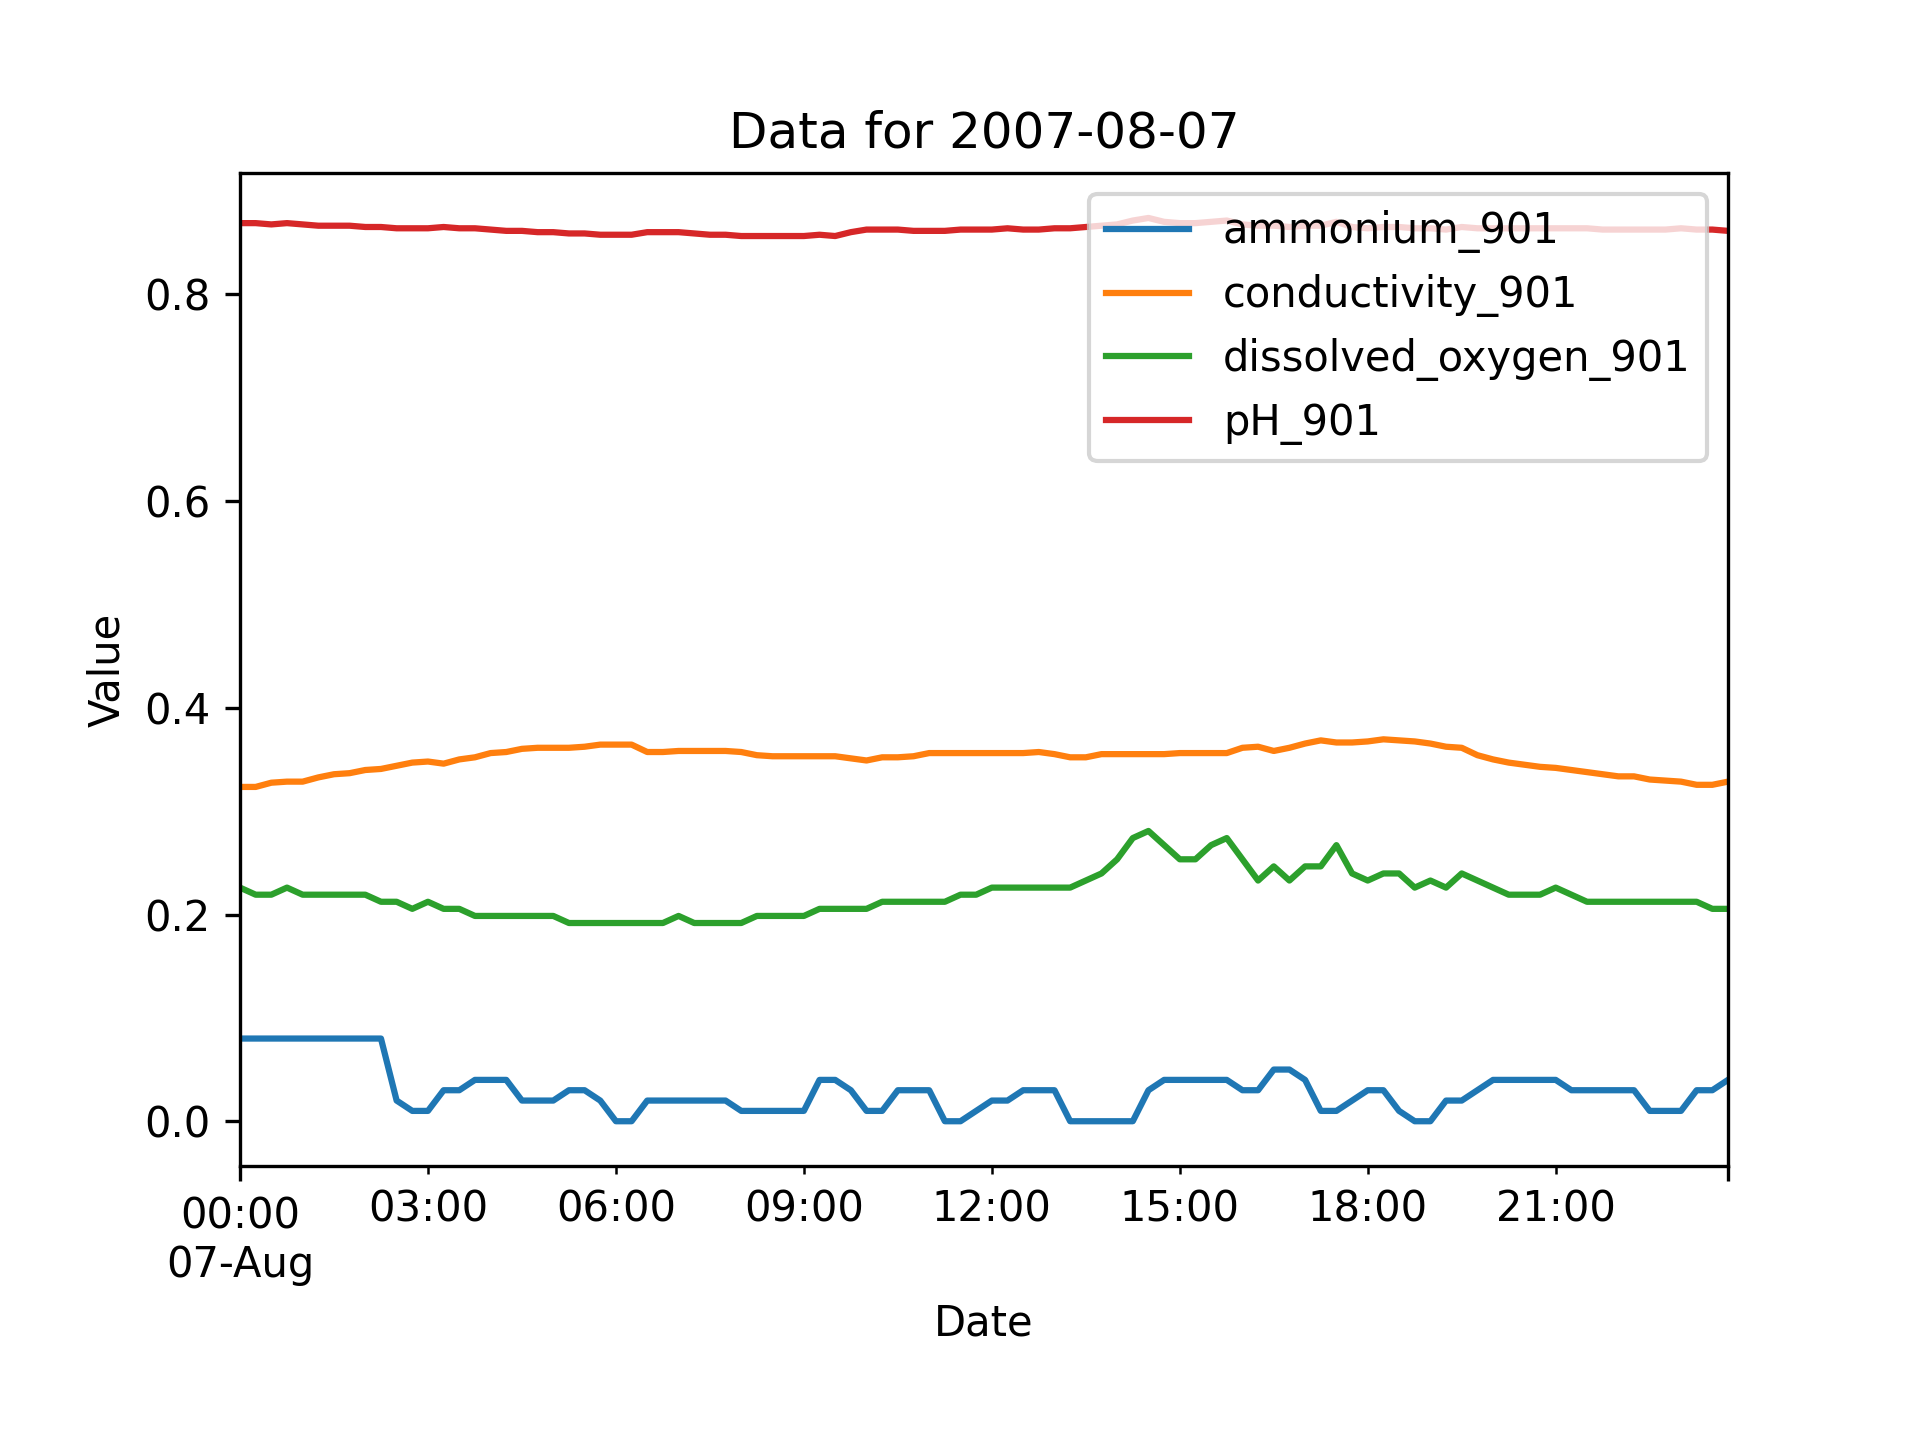 Data for 2007-08-07
ammonium_901
conductivity_901
dissolved_oxygen_901
pH_901
Value
0.8
0.6
0.4
0.2
0.0
00:00 03:00 06:00 09:00 12:00 15:00 18:00 21:00
07-Aug
Date